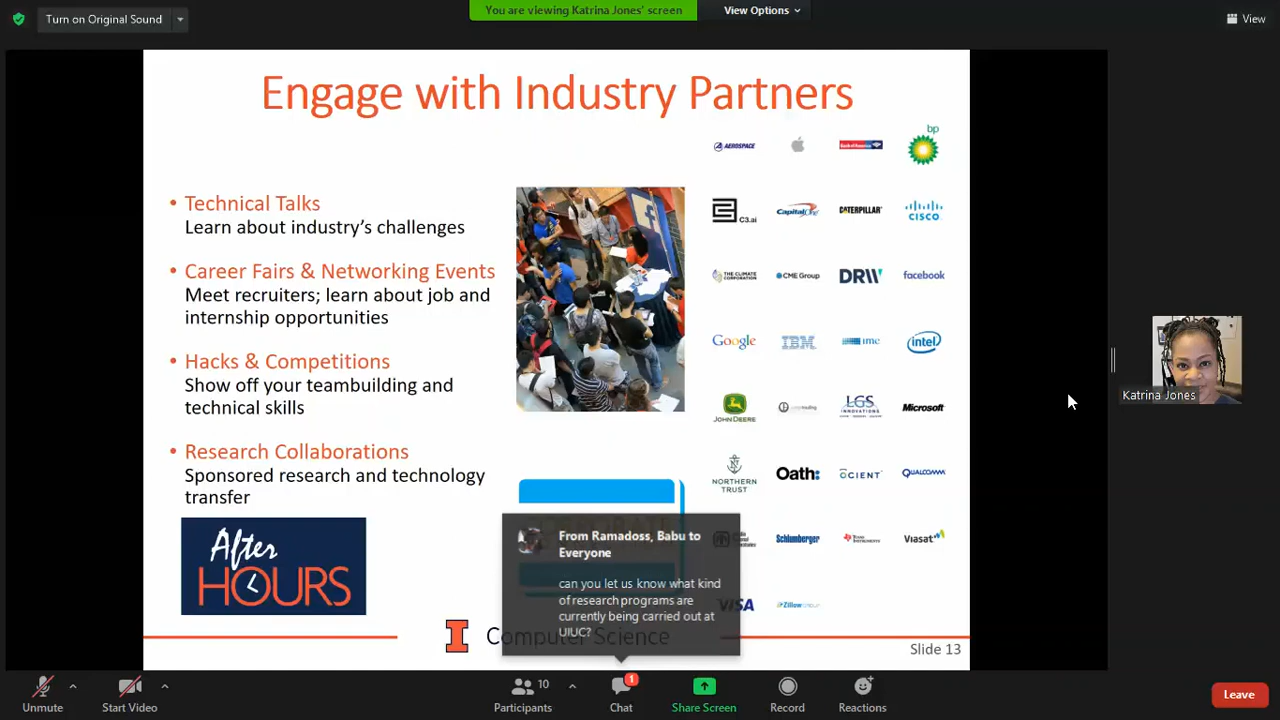 Turn on Original Sound
You are viewing Katrina Jones' screen
View Options
View
Engage with Industry Partners
• Technical Talks
Learn about industry's challenges
• Career Fairs & Networking Events
Meet recruiters; learn about job and
internship opportunities
• Hacks & Competitions
Show off your teambuilding and
technical skills
• Research Collaborations
Sponsored research and technology
transfer
After
HOURS
AEROSPACE
Bank of America
bp
C3.ai
Capital One
CATERPILLAR
CISCO
THE CLIMATE
CORPORATION
CME Group
DRW
facebook
Google
IBM
imc
intel
JOHN DEERE
LGS
INNOVATIONS
Microsoft
NORTHERN
TRUST
Oath:
OCIENT
QUALCOMM
Schlumberger
TEXAS INSTRUMENTS
Viasat
VISA
From Ramadoss, Babu to
Everyone
can you let us know what kind
of research programs are
currently being carried out at
UIUC?
I Computer Science
Slide 13
Katrina Jones
Unmute
Start Video
10
Participants
1
Chat
Share Screen
Record
Reactions
Leave